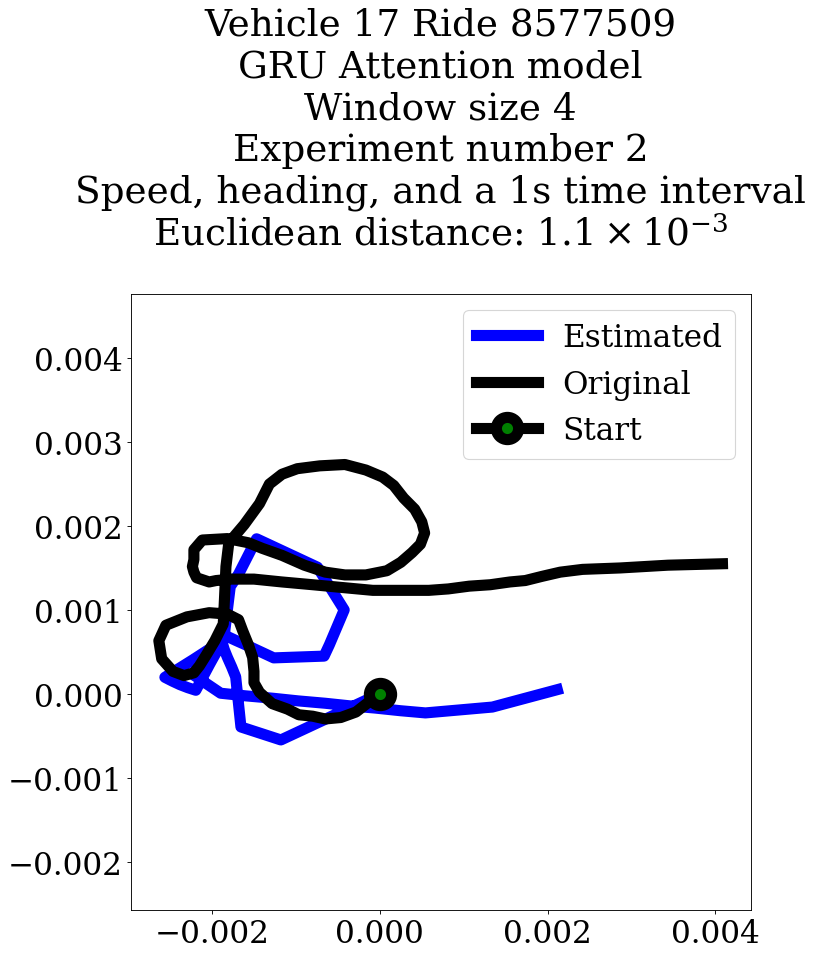 Vehicle 17 Ride 8577509
GRU Attention model
Window size 4
Experiment number 2
Speed, heading, and a 1s time interval
Euclidean distance: 1.1 × 10⁻³
Estimated
Original
Start
0.004
0.003
0.002
0.001
0.000
−0.001
−0.002
−0.002 0.000 0.002 0.004